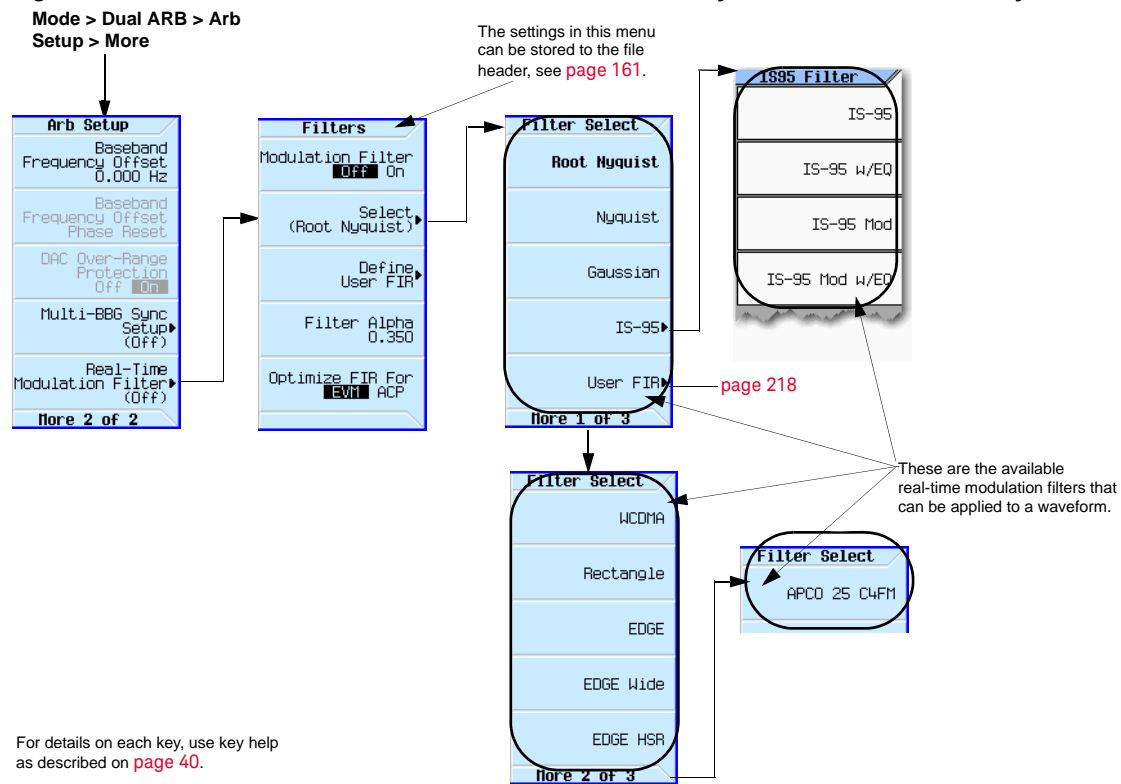 Mode > Dual ARB > Arb
Setup > More
The settings in this menu
can be stored to the file
header, see page 161.
Arb Setup
Baseband
Frequency Offset
0.000 Hz
Baseband
Frequency Offset
Phase Reset
DAC Over-Range
Protection
Off On
Multi-BBG Sync
Setup
(Off)
Real-Time
Modulation Filter
(Off)
More 2 of 2
Filters
Modulation Filter
Off On
Select
(Root Nyquist)
Define
User FIR
Filter Alpha
0.350
Optimize FIR For
EVM ACP
Filter Select
Root Nyquist
Nyquist
Gaussian
IS-95
User FIR
More 1 of 3
IS95 Filter
IS-95
IS-95 w/EQ
IS-95 Mod
IS-95 Mod w/EQ
page 218
These are the available
real-time modulation filters that
can be applied to a waveform.
Filter Select
WCDMA
Rectangle
EDGE
EDGE Wide
EDGE HSR
More 2 of 3
Filter Select
APCO 25 C4FM
For details on each key, use key help
as described on page 40.